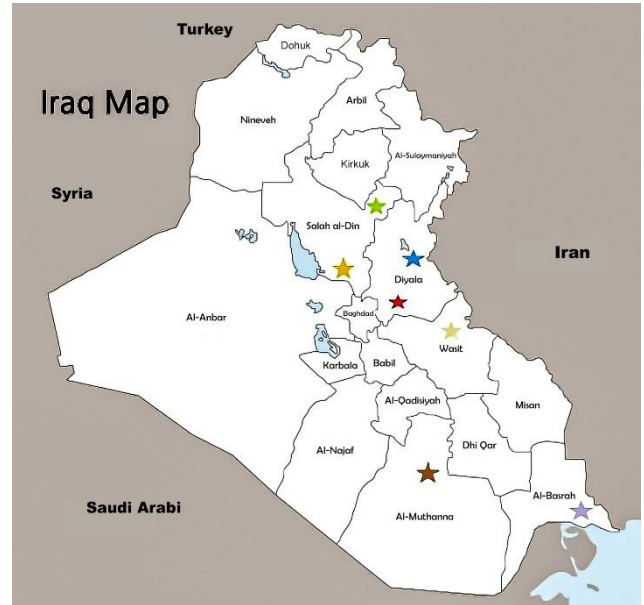 Turkey
Dohuk
Iraq Map
Arbil
Nineveh
Kirkuk
Al-Sulaymaniyah
Syria
Salah al-Din
Iran
Diyala
Al-Anbar
Baghdad
Wasit
Karbala
Babil
Al-Qadisiyah
Misan
Al-Najaf
Dhi Qar
Al-Basrah
Saudi Arabi
Al-Muthanna